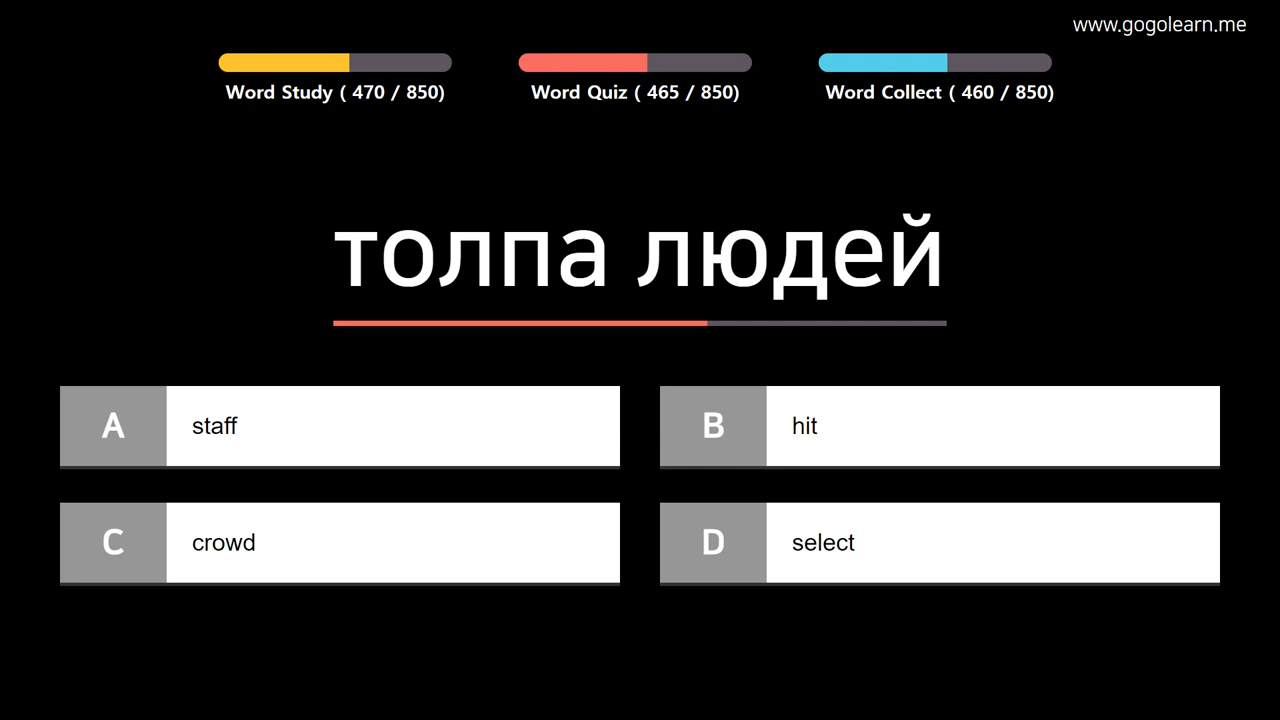 www.gogolearn.me
Word Study ( 470 / 850)
Word Quiz ( 465 / 850)
Word Collect ( 460 / 850)
толпа людей
A staff
B hit
C crowd
D select